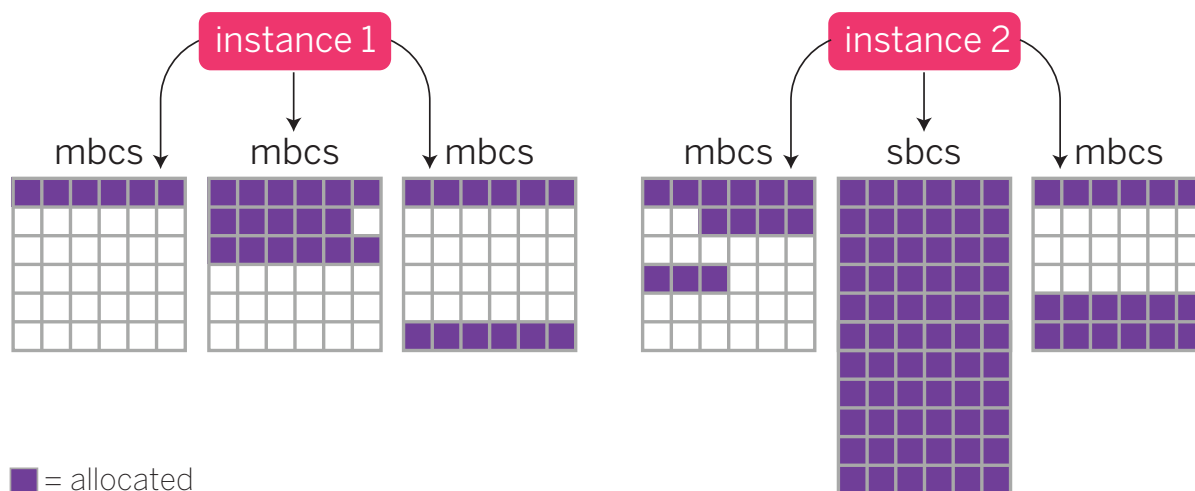 instance 1
instance 2
mbcs
mbcs
mbcs
mbcs
sbcs
mbcs
= allocated